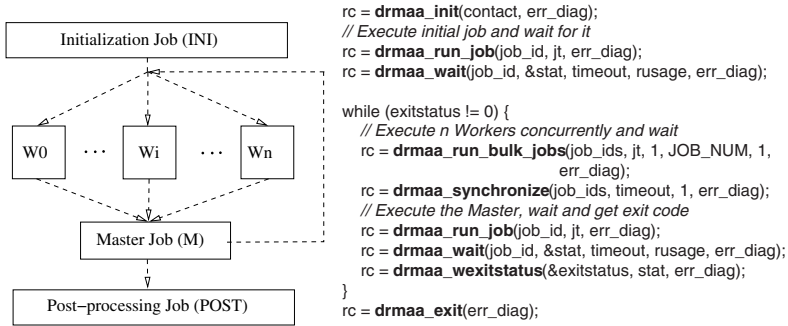 Initialization Job (INI)
W0 ... Wi ... Wn
Master Job (M)
Post-processing Job (POST)
rc = drmaa_init(contact, err_diag);
// Execute initial job and wait for it
rc = drmaa_run_job(job_id, jt, err_diag);
rc = drmaa_wait(job_id, &stat, timeout, rusage, err_diag);
while (exitstatus != 0) {
// Execute n Workers concurrently and wait
rc = drmaa_run_bulk_jobs(job_ids, jt, 1, JOB_NUM, 1,
err_diag);
rc = drmaa_synchronize(job_ids, timeout, 1, err_diag);
// Execute the Master, wait and get exit code
rc = drmaa_run_job(job_id, jt, err_diag);
rc = drmaa_wait(job_id, &stat, timeout, rusage, err_diag);
rc = drmaa_wexitstatus(&exitstatus, stat, err_diag);
}
rc = drmaa_exit(err_diag);